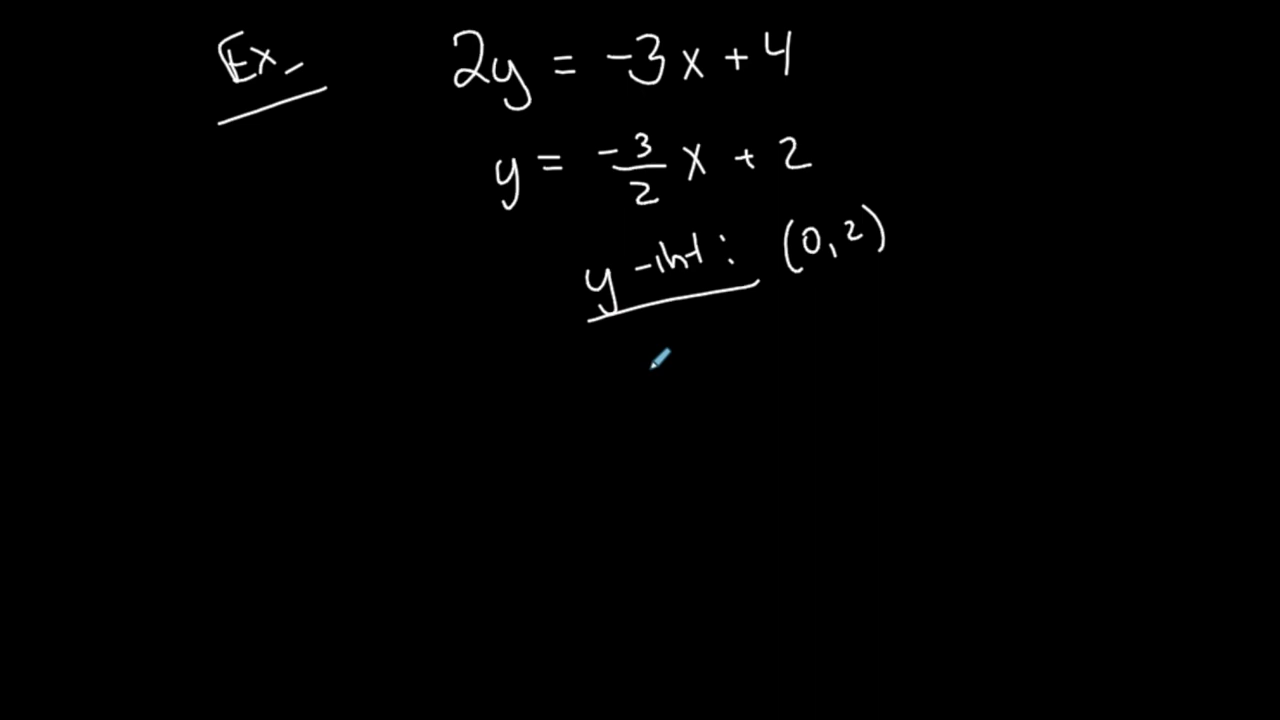 Ex.
2y = -3x + 4
y = -3/2 x + 2
y-int: (0,2)